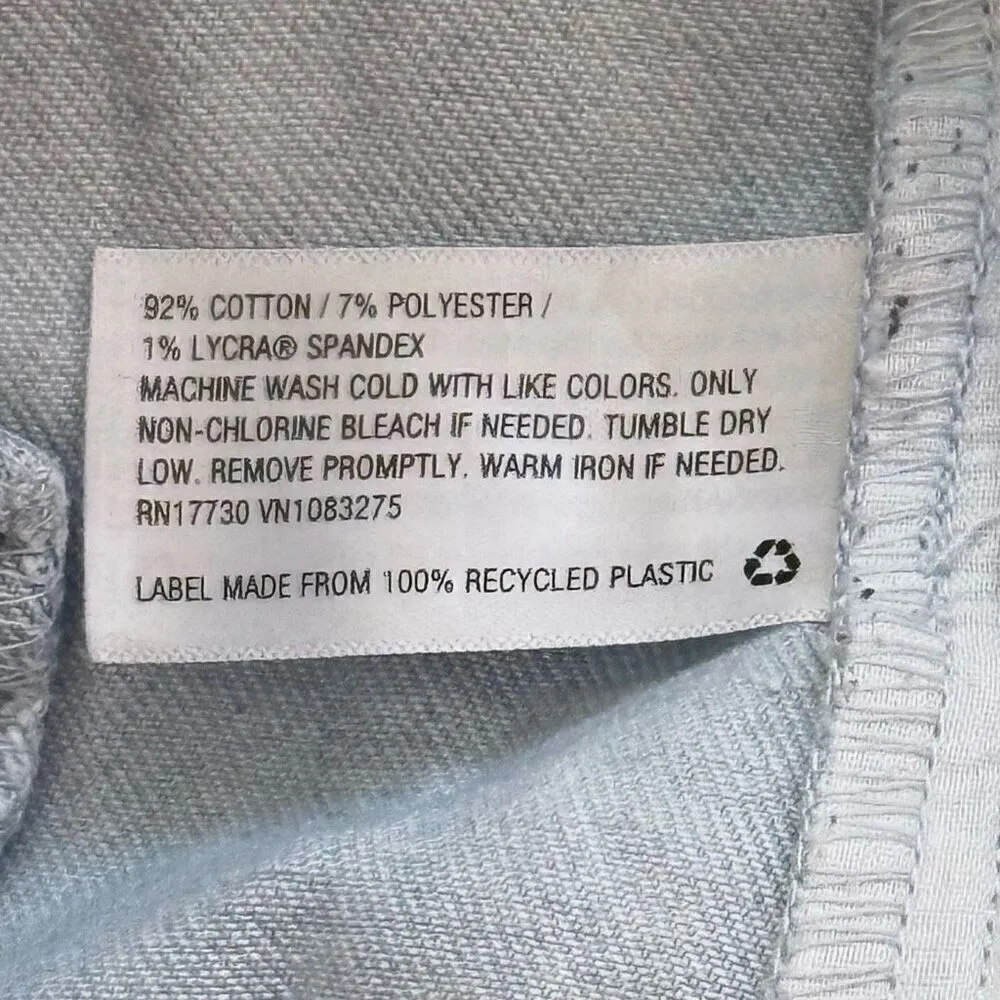 92% COTTON / 7% POLYESTER /
1% LYCRA® SPANDEX
MACHINE WASH COLD WITH LIKE COLORS. ONLY
NON-CHLORINE BLEACH IF NEEDED. TUMBLE DRY
LOW. REMOVE PROMPTLY. WARM IRON IF NEEDED.
RN17730 VN1083275
LABEL MADE FROM 100% RECYCLED PLASTIC